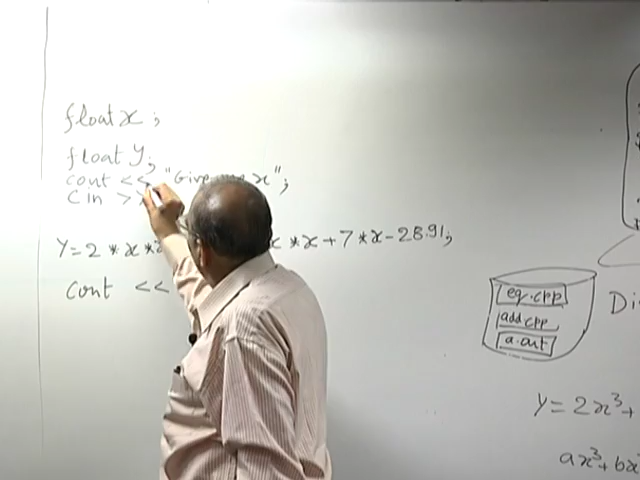 float x ;
float y ;
cout << "Give x" ;
cin >>
Y = 2 * x * x * x + 7 * x - 28.91 ;
cout <<
eq.cpp
add.cpp
a.out
Di
Y = 2x³ +
ax³ + bx